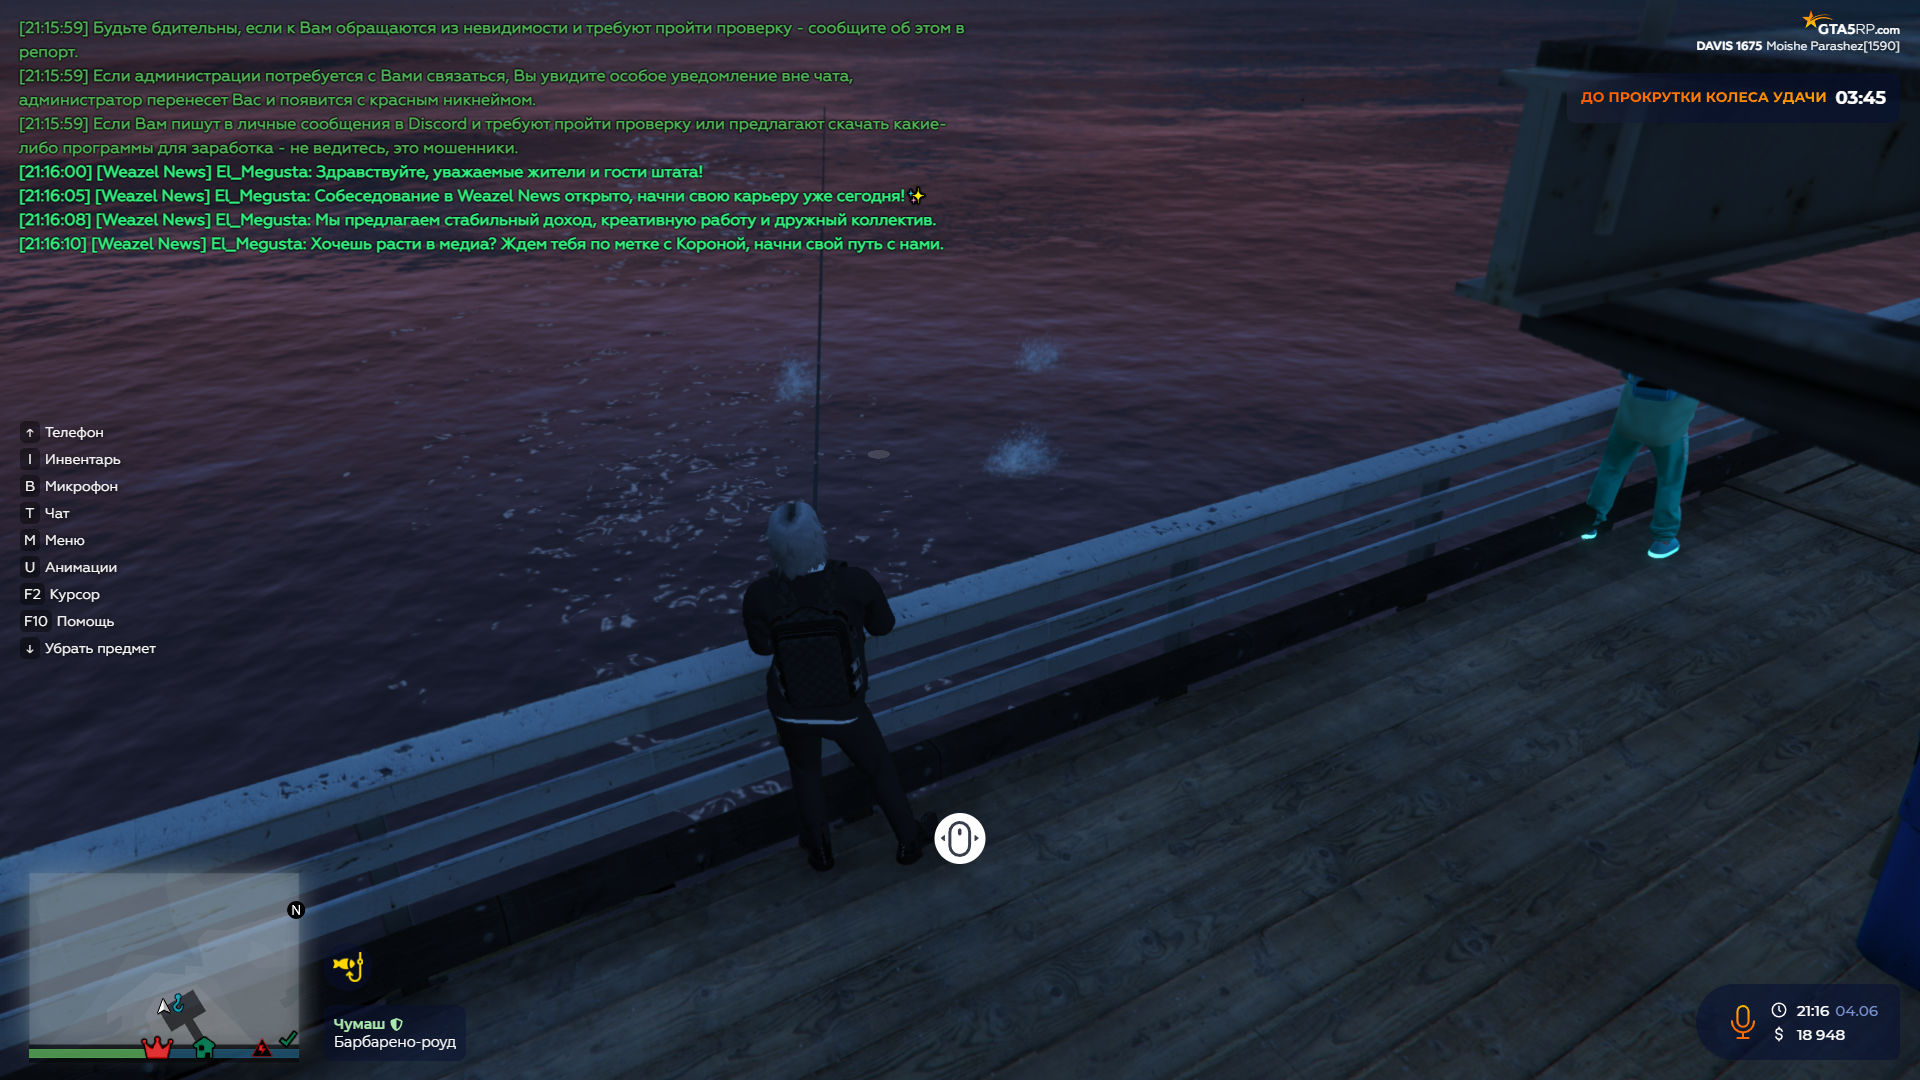 [21:15:59] Будьте бдительны, если к Вам обращаются из невидимости и требуют пройти проверку - сообщите об этом в
репорт.
[21:15:59] Если администрации потребуется с Вами связаться, Вы увидите особое уведомление вне чата,
администратор перенесет Вас и появится с красным никнеймом.
[21:15:59] Если Вам пишут в личные сообщения в Discord и требуют пройти проверку или предлагают скачать какие-
либо программы для заработка - не ведитесь, это мошенники.
[21:16:00] [Weazel News] El_Megusta: Здравствуйте, уважаемые жители и гости штата!
[21:16:05] [Weazel News] El_Megusta: Собеседование в Weazel News открыто, начни свою карьеру уже сегодня!✨
[21:16:08] [Weazel News] El_Megusta: Мы предлагаем стабильный доход, креативную работу и дружный коллектив.
[21:16:10] [Weazel News] El_Megusta: Хочешь расти в медиа? Ждем тебя по метке с Короной, начни свой путь с нами.
GTA5RP.com
DAVIS 1675 Moishe Parashez[1590]
ДО ПРОКРУТКИ КОЛЕСА УДАЧИ 03:45
↑ Телефон
I Инвентарь
B Микрофон
T Чат
M Меню
U Анимации
F2 Курсор
F10 Помощь
↓ Убрать предмет
N
Чумаш
Барбарено-роуд
21:16 04.06
$ 18 948